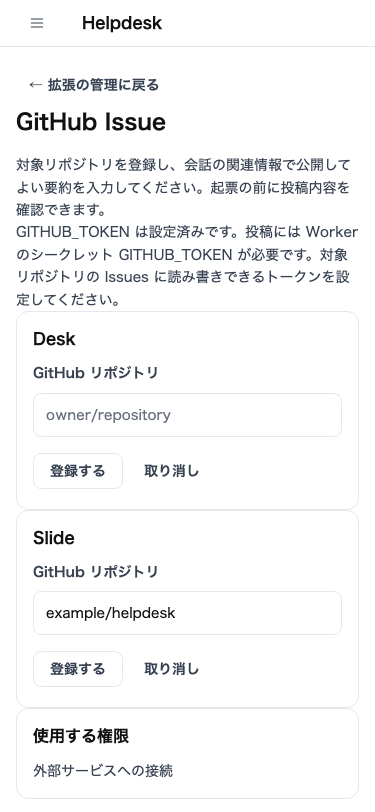 Helpdesk
← 拡張の管理に戻る
GitHub Issue
対象リポジトリを登録し、会話の関連情報で公開して
よい要約を入力してください。起票の前に投稿内容を
確認できます。
GITHUB_TOKEN は設定済みです。投稿には Worker
のシークレット GITHUB_TOKEN が必要です。対象
リポジトリの Issues に読み書きできるトークンを設
定してください。
Desk
GitHub リポジトリ
owner/repository
登録する 取り消し
Slide
GitHub リポジトリ
example/helpdesk
登録する 取り消し
使用する権限
外部サービスへの接続